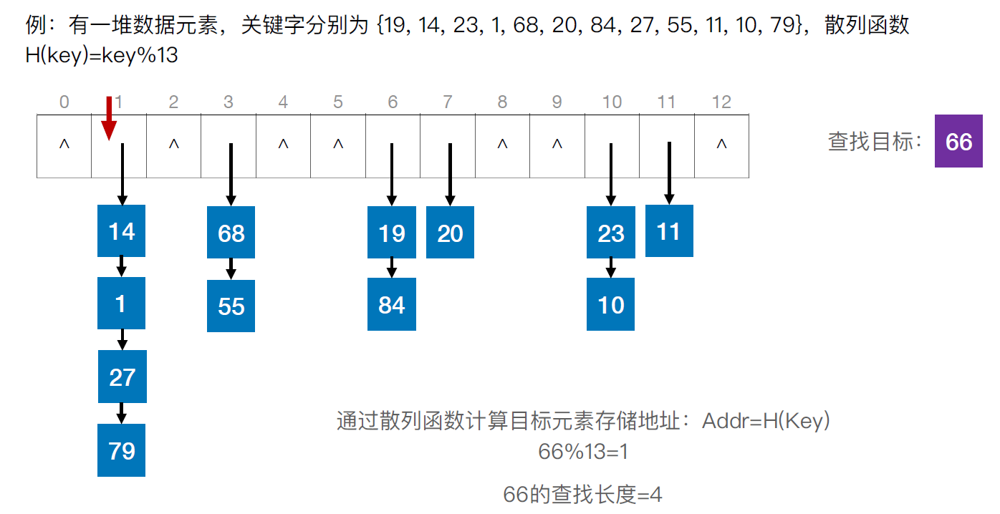 例：有一堆数据元素，关键字分别为 {19, 14, 23, 1, 68, 20, 84, 27, 55, 11, 10, 79}，散列函数
H(key)=key%13
0 1 2 3 4 5 6 7 8 9 10 11 12
^ ^ ^ ^ ^ ^ ^
查找目标： 66
14 68 19 20 23 11
1 55 84 10
27
79
通过散列函数计算目标元素存储地址：Addr=H(Key)
66%13=1
66的查找长度=4